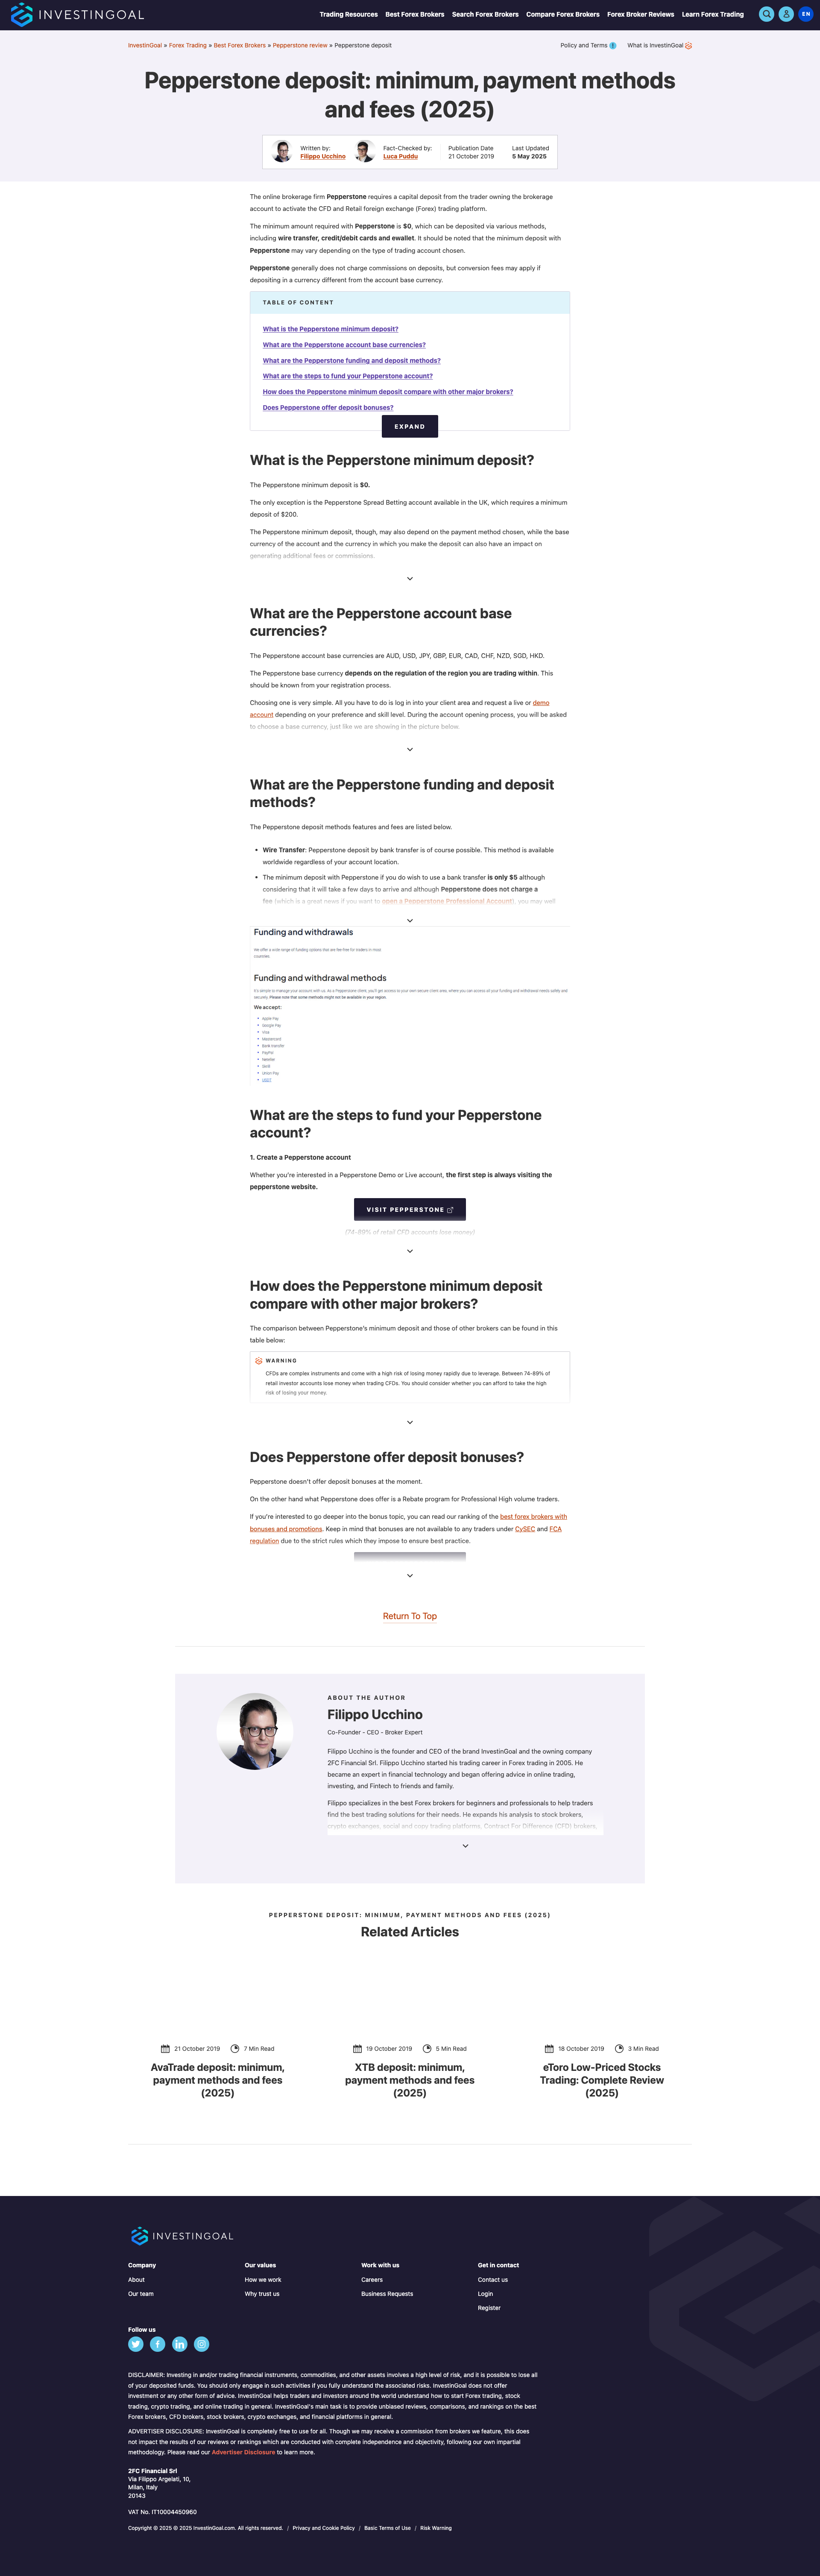 INVESTINGOAL
Trading Resources Best Forex Brokers Search Forex Brokers Compare Forex Brokers Forex Broker Reviews Learn Forex Trading EN
InvestinGoal » Forex Trading » Best Forex Brokers » Pepperstone review » Pepperstone deposit
Policy and Terms What is InvestinGoal
Pepperstone deposit: minimum, payment methods
and fees (2025)
Written by: Fact-Checked by: Publication Date Last Updated
Filippo Ucchino Luca Puddu 21 October 2019 5 May 2025
The online brokerage firm Pepperstone requires a capital deposit from the trader owning the brokerage
account to activate the CFD and Retail foreign exchange (Forex) trading platform.
The minimum amount required with Pepperstone is $0, which can be deposited via various methods,
including wire transfer, credit/debit cards and ewallet. It should be noted that the minimum deposit with
Pepperstone may vary depending on the type of trading account chosen.
Pepperstone generally does not charge commissions on deposits, but conversion fees may apply if
depositing in a currency different from the account base currency.
TABLE OF CONTENT
What is the Pepperstone minimum deposit?
What are the Pepperstone account base currencies?
What are the Pepperstone funding and deposit methods?
What are the steps to fund your Pepperstone account?
How does the Pepperstone minimum deposit compare with other major brokers?
Does Pepperstone offer deposit bonuses?
EXPAND
What is the Pepperstone minimum deposit?
The Pepperstone minimum deposit is $0.
The only exception is the Pepperstone Spread Betting account available in the UK, which requires a minimum
deposit of $200.
The Pepperstone minimum deposit, though, may also depend on the payment method chosen, while the base
currency of the account and the currency in which you make the deposit can also have an impact on
generating additional fees or commissions.
What are the Pepperstone account base
currencies?
The Pepperstone account base currencies are AUD, USD, JPY, GBP, EUR, CAD, CHF, NZD, SGD, HKD.
The Pepperstone base currency depends on the regulation of the region you are trading within. This
should be known from your registration process.
Choosing one is very simple. All you have to do is log in into your client area and request a live or demo
account depending on your preference and skill level. During the account opening process, you will be asked
to choose a base currency, just like we are showing in the picture below.
What are the Pepperstone funding and deposit
methods?
The Pepperstone deposit methods features and fees are listed below.
• Wire Transfer: Pepperstone deposit by bank transfer is of course possible. This method is available
worldwide regardless of your account location.
• The minimum deposit with Pepperstone if you do wish to use a bank transfer is only $5 although
considering that it will take a few days to arrive and although Pepperstone does not charge a
fee (which is a great news if you want to open a Pepperstone Professional Account), you may well
Funding and withdrawals
We offer a wide range of funding options that are the-free for traders in most
countries
Funding and withdrawal methods
It's simple to manage your account with us. As a Pepperstone client, you'll get access to your own secure client area, where you can access all your funding and withdrawal needs, safely and
securely. Please note that some methods might not be available in your region.
We accept:
• Apple Pay
• Google Pay
• Visa
• Mastercard
• Bank transfer
• PayPal
• Neteller
• Skrill
• Union Pay
• USDT
What are the steps to fund your Pepperstone
account?
1. Create a Pepperstone account
Whether you're interested in a Pepperstone Demo or Live account, the first step is always visiting the
pepperstone website.
VISIT PEPPERSTONE
(74-89% of retail CFD accounts lose money)
How does the Pepperstone minimum deposit
compare with other major brokers?
The comparison between Pepperstone's minimum deposit and those of other brokers can be found in this
table below:
WARNING
CFDs are complex instruments and come with a high risk of losing money rapidly due to leverage. Between 74-89% of
retail investor accounts lose money when trading CFDs. You should consider whether you can afford to take the high
risk of losing your money.
Does Pepperstone offer deposit bonuses?
Pepperstone doesn't offer deposit bonuses at the moment.
On the other hand what Pepperstone does offer is a Rebate program for Professional High volume traders.
If you're interested to go deeper into the bonus topic, you can read our ranking of the best forex brokers with
bonuses and promotions. Keep in mind that bonuses are not available to any traders under CySEC and FCA
regulation due to the strict rules which they impose to ensure best practice.
Return To Top
ABOUT THE AUTHOR
Filippo Ucchino
Co-Founder - CEO - Broker Expert
Filippo Ucchino is the founder and CEO of the brand InvestinGoal and the owning company
2FC Financial Srl. Filippo Ucchino started his trading career in Forex trading in 2005. He
became an expert in financial technology and began offering advice in online trading,
investing, and Fintech to friends and family.
Filippo specializes in the best Forex brokers for beginners and professionals to help traders
find the best trading solutions for their needs. He expands his analysis to stock brokers,
crypto exchanges, social and copy trading platforms, Contract For Difference (CFD) brokers,
PEPPERSTONE DEPOSIT: MINIMUM, PAYMENT METHODS AND FEES (2025)
Related Articles
21 October 2019 7 Min Read
AvaTrade deposit: minimum,
payment methods and fees
(2025)
19 October 2019 5 Min Read
XTB deposit: minimum,
payment methods and fees
(2025)
18 October 2019 3 Min Read
eToro Low-Priced Stocks
Trading: Complete Review
(2025)
INVESTINGOAL
Company Our values Work with us Get in contact
About How we work Careers Contact us
Our team Why trust us Business Requests Login
Register
Follow us
DISCLAIMER: Investing in and/or trading financial instruments, commodities, and other assets involves a high level of risk, and it is possible to lose all
of your deposited funds. You should only engage in such activities if you fully understand the associated risks. InvestinGoal does not offer
investment or any other form of advice. InvestinGoal helps traders and investors around the world understand how to start Forex trading, stock
trading, crypto trading, and online trading in general. InvestinGoal's main task is to provide unbiased reviews, comparisons, and rankings on the best
Forex brokers, CFD brokers, stock brokers, crypto exchanges, and financial platforms in general.
ADVERTISER DISCLOSURE: InvestinGoal is completely free to use for all. Though we may receive a commission from brokers we feature, this does
not impact the results of our reviews or rankings which are conducted with complete independence and objectivity, following our own impartial
methodology. Please read our Advertiser Disclosure to learn more.
2FC Financial Srl
Via Filippo Argelati, 10,
Milan, Italy
20143
VAT No. IT10004450960
Copyright © 2025 © 2025 InvestinGoal.com. All rights reserved. / Privacy and Cookie Policy / Basic Terms of Use / Risk Warning